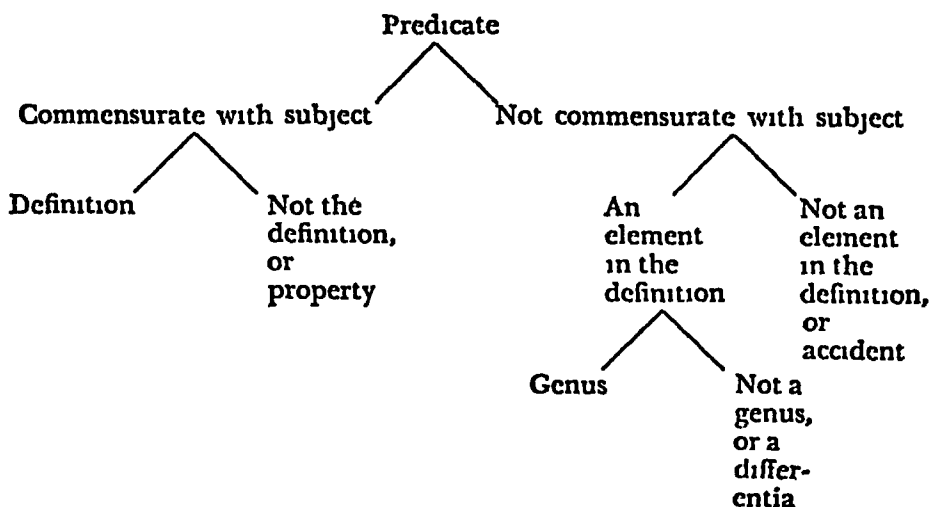 Predicate
Commensurate with subject
Not commensurate with subject
Definition
Not the
definition,
or
property
An
element
in the
definition
Not an
element
in the
definition,
or
accident
Genus
Not a
genus,
or a
differ-
entia